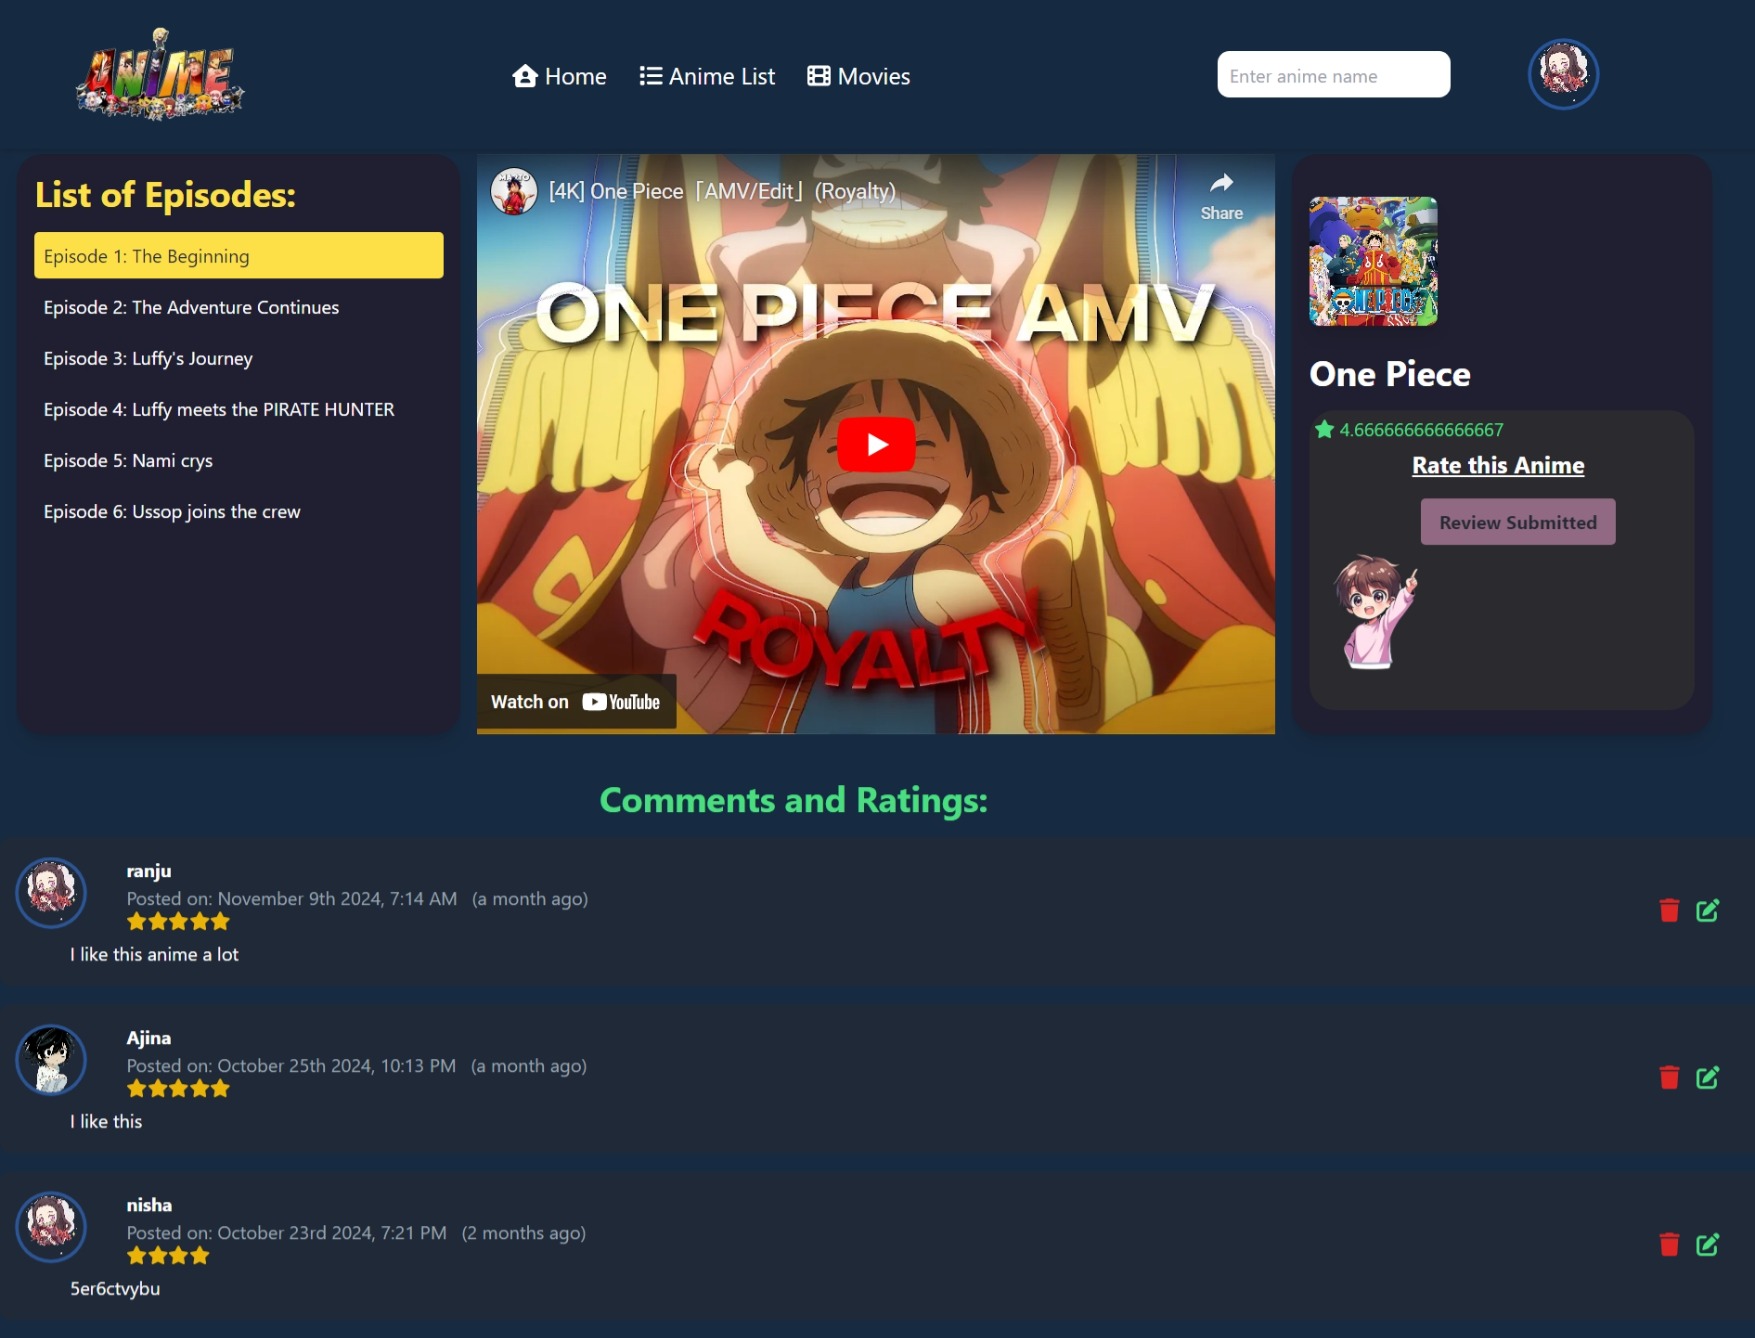 ANIME
Home
Anime List
Movies
Enter anime name
List of Episodes:
Episode 1: The Beginning
Episode 2: The Adventure Continues
Episode 3: Luffy's Journey
Episode 4: Luffy meets the PIRATE HUNTER
Episode 5: Nami crys
Episode 6: Ussop joins the crew
[4K] One Piece「AMV/Edit」(Royalty)
Share
ONE PIECE AMV
ROYALTY
Watch on YouTube
ONE PIECE
One Piece
4.666666666666667
Rate this Anime
Review Submitted
Comments and Ratings:
ranju
Posted on: November 9th 2024, 7:14 AM (a month ago)
I like this anime a lot
Ajina
Posted on: October 25th 2024, 10:13 PM (a month ago)
I like this
nisha
Posted on: October 23rd 2024, 7:21 PM (2 months ago)
5er6ctvybu